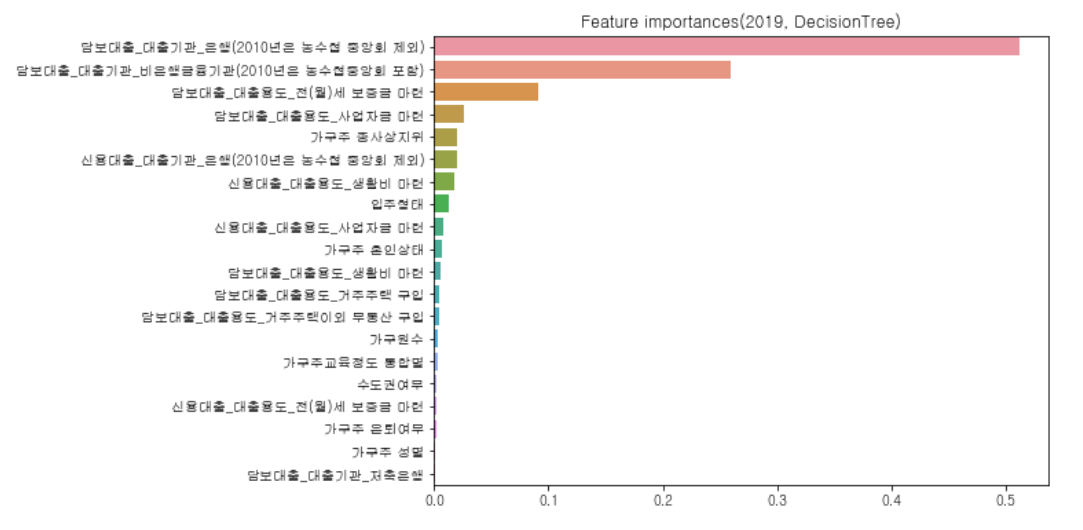 Feature importances(2019, DecisionTree)
담보대출_대출기관_은행(2010년은 농수협 중앙회 제외)
담보대출_대출기관_비은행금융기관(2010년은 농수협중앙회 포함)
담보대출_대출용도_전(월)세 보증금 마련
담보대출_대출용도_사업자금 마련
가구주 종사상지위
신용대출_대출기관_은행(2010년은 농수협 중앙회 제외)
신용대출_대출용도_생활비 마련
입주형태
신용대출_대출용도_사업자금 마련
가구주 혼인상태
담보대출_대출용도_생활비 마련
담보대출_대출용도_거주주택 구입
담보대출_대출용도_거주주택이외 부동산 구입
가구원수
가구주교육정도 통합별
수도권여부
신용대출_대출용도_전(월)세 보증금 마련
가구주 은퇴여부
가구주 성별
담보대출_대출기관_저축은행
0.0 0.1 0.2 0.3 0.4 0.5